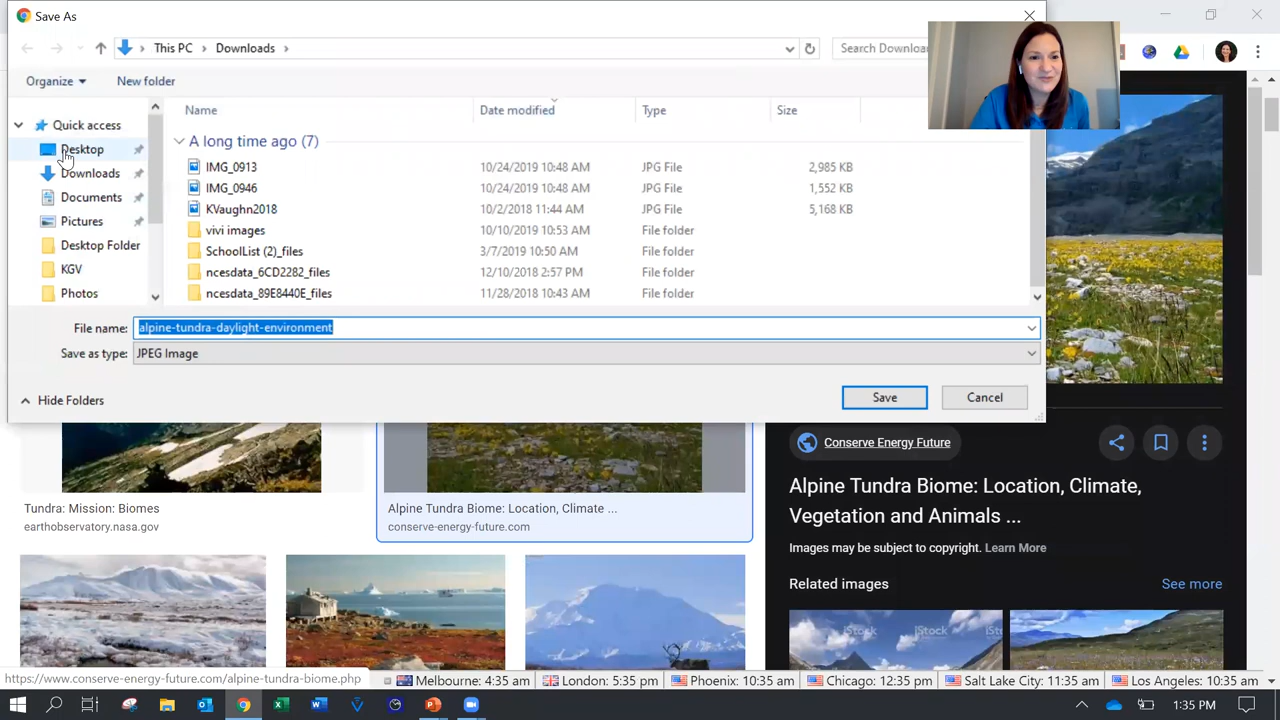 Save As
This PC > Downloads >
Search Downloa
Organize
New folder
Name
Date modified
Type
Size
Quick access
Desktop
Downloads
Documents
Pictures
Desktop Folder
KGV
Photos
A long time ago (7)
IMG_0913 10/24/2019 10:48 AM JPG File 2,985 KB
IMG_0946 10/24/2019 10:48 AM JPG File 1,552 KB
KVaughn2018 10/2/2018 11:44 AM JPG File 5,168 KB
vivi images 10/10/2019 10:53 AM File folder
SchoolList (2)_files 3/7/2019 10:50 AM File folder
ncesdata_6CD2282_files 12/10/2018 2:57 PM File folder
ncesdata_89E8440E_files 11/28/2018 10:43 AM File folder
File name: alpine-tundra-daylight-environment
Save as type: JPEG Image
Hide Folders
Save
Cancel
Tundra: Mission: Biomes
earthobservatory.nasa.gov
Alpine Tundra Biome: Location, Climate ...
conserve-energy-future.com
Conserve Energy Future
Alpine Tundra Biome: Location, Climate,
Vegetation and Animals ...
Images may be subject to copyright. Learn More
Related images
See more
iStock
iStock
iSt
https://www.conserve-energy-future.com/alpine-tundra-biome.php
Melbourne: 4:35 am
London: 5:35 pm
Phoenix: 10:35 am
Chicago: 12:35 pm
Salt Lake City: 11:35 am
Los Angeles: 10:35 am
1:35 PM